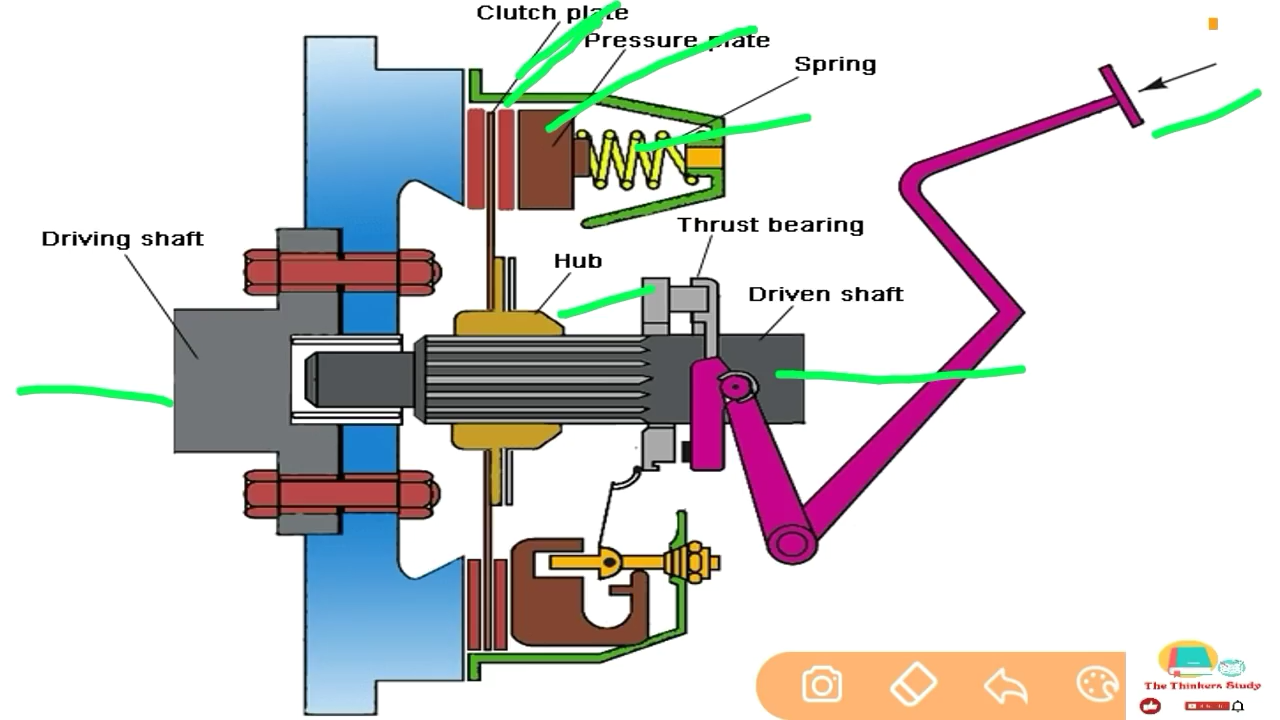 Clutch plate
Pressure plate
Spring
Thrust bearing
Driving shaft
Hub
Driven shaft
The Thinkers Study